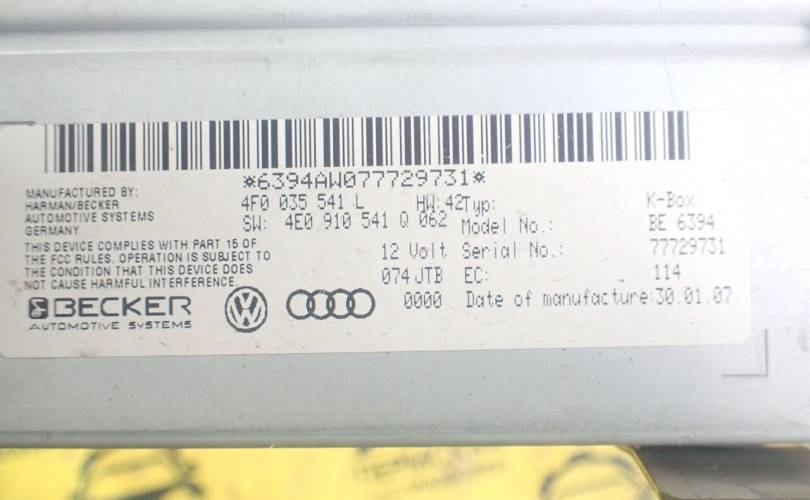 *6394AW077729731*
MANUFACTURED BY:
HARMAN/BECKER
AUTOMOTIVE SYSTEMS
GERMANY
THIS DEVICE COMPLIES WITH PART 15 OF
THE FCC RULES. OPERATION IS SUBJECT TO
THE CONDITION THAT THIS DEVICE DOES
NOT CAUSE HARMFUL INTERFERENCE.
BECKER
AUTOMOTIVE SYSTEMS
4F0 035 541 L HW:42
SW: 4E0 910 541 Q 062
12 Volt
074 JTB
0000
Typ: K-Box
Model No.: BE 6394
Serial No.: 77729731
EC: 114
Date of manufacture:30.01.07